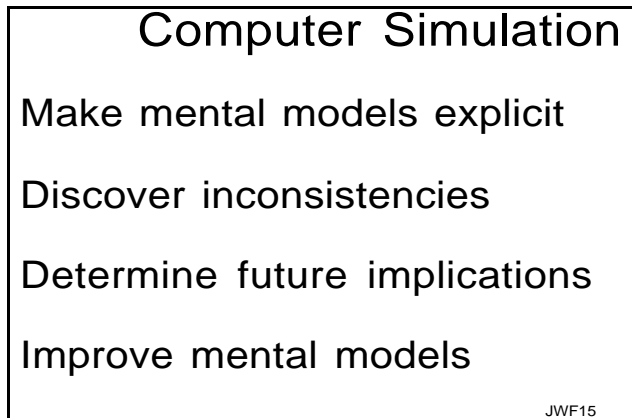 Computer Simulation
Make mental models explicit
Discover inconsistencies
Determine future implications
Improve mental models
JWF15